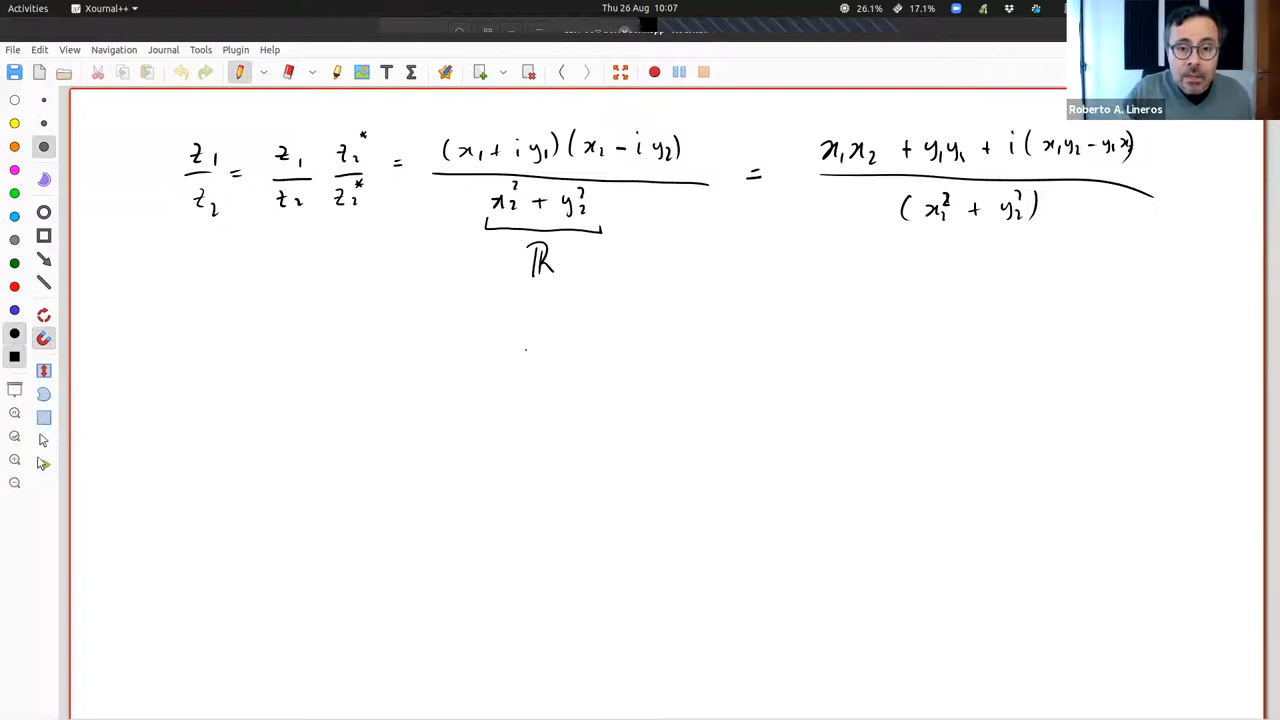 Activities Xournal++ Thu 26 Aug 10:07 26.1% 17.1%
File Edit View Navigation Journal Tools Plugin Help
Roberto A. Lineros
z₁/z₂ = z₁/z₂ z₂*/z₂* = (x₁ + i y₁)(x₂ - i y₂)/(x₂² + y₂²) = (x₁x₂ + y₁y₁ + i(x₁y₂ - y₁x₂))/(x₂² + y₂²)
ℝ